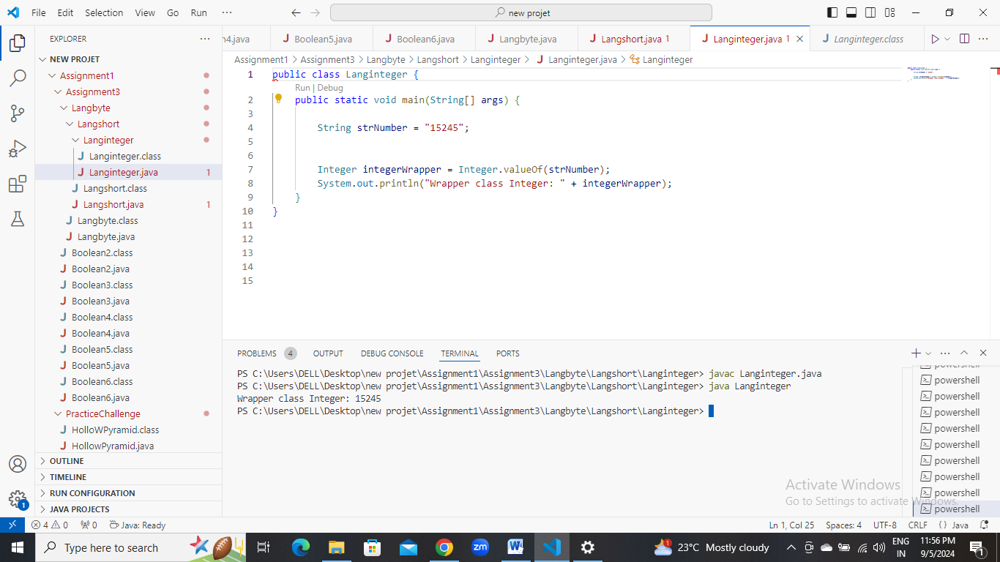 File Edit Selection View Go Run ··· new projet
EXPLORER ···
n4.java Boolean5.java Boolean6.java Langbyte.java Langshort.java 1 Langinteger.java 1 Langinteger.class ···
NEW PROJET
Assignment1 > Assignment3 > Langbyte > Langshort > Langinteger > Langinteger.java > Langinteger
Assignment1
Assignment3
Langbyte
Langshort
Langinteger
Langinteger.class
Langinteger.java 1
Langshort.class
Langshort.java 1
Langbyte.class
Langbyte.java
Boolean2.class
Boolean2.java
Boolean3.class
Boolean3.java
Boolean4.class
Boolean4.java
Boolean5.class
Boolean5.java
Boolean6.class
Boolean6.java
PracticeChallenge
HolloWPyramid.class
HollowPyramid.java
OUTLINE
TIMELINE
RUN CONFIGURATION
JAVA PROJECTS
1 public class Langinteger {
Run | Debug
2 public static void main(String[] args) {
3
4 String strNumber = "15245";
5
6
7 Integer integerWrapper = Integer.valueOf(strNumber);
8 System.out.println("Wrapper class Integer: " + integerWrapper);
9 }
10 }
11
12
13
14
15
PROBLEMS 4 OUTPUT DEBUG CONSOLE TERMINAL PORTS
PS C:\Users\DELL\Desktop\new projet\Assignment1\Assignment3\Langbyte\Langshort\Langinteger> javac Langinteger.java
PS C:\Users\DELL\Desktop\new projet\Assignment1\Assignment3\Langbyte\Langshort\Langinteger> java Langinteger
Wrapper class Integer: 15245
PS C:\Users\DELL\Desktop\new projet\Assignment1\Assignment3\Langbyte\Langshort\Langinteger>
powershell
powershell
powershell
powershell
powershell
powershell
powershell
powershell
powershell
powershell
Activate Windows
Go to Settings to activate Windows.
1
4 0 0 Java: Ready Ln 1, Col 25 Spaces: 4 UTF-8 CRLF {} Java
Type here to search zm W 1 23°C Mostly cloudy ENG IN 11:56 PM 9/5/2024 1